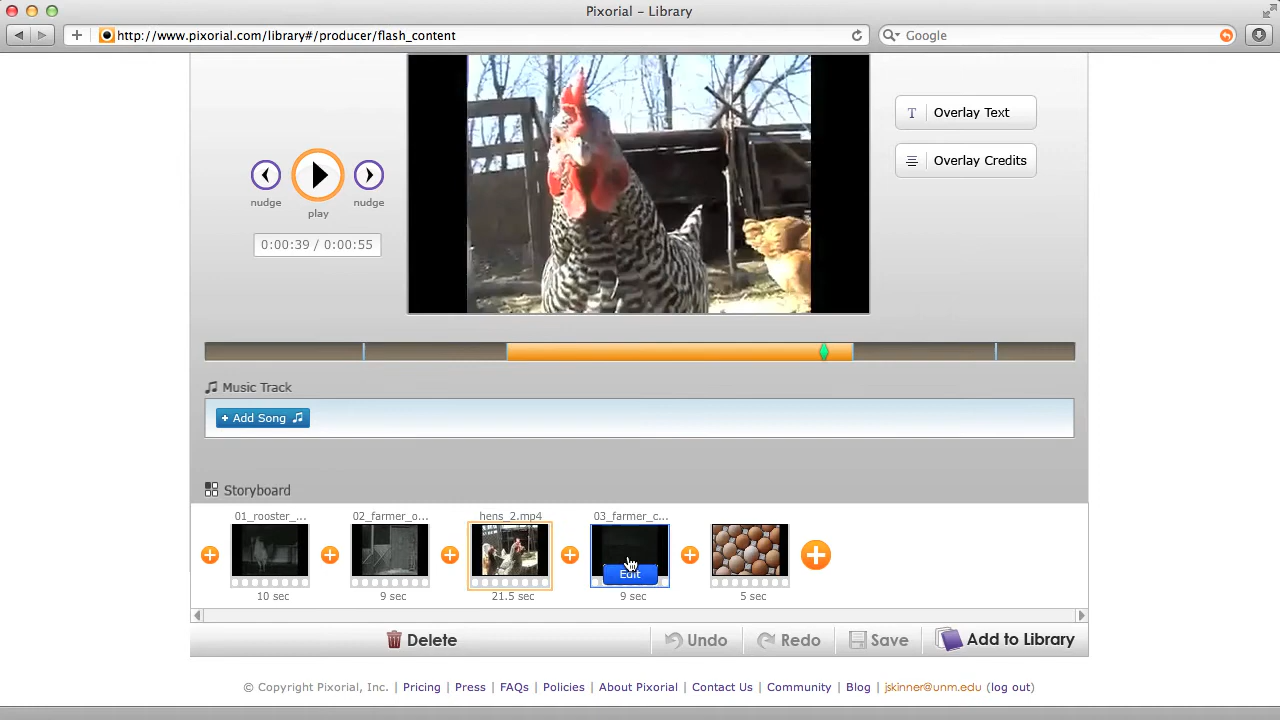 Pixorial – Library
http://www.pixorial.com/library#/producer/flash_content
Google
T Overlay Text
Overlay Credits
nudge
play
nudge
0:00:39 / 0:00:55
Music Track
+ Add Song
Storyboard
01_rooster_...
02_farmer_o...
hens_2.mp4
03_farmer_c...
Edit
10 sec
9 sec
21.5 sec
9 sec
5 sec
Delete
Undo
Redo
Save
Add to Library
© Copyright Pixorial, Inc. | Pricing | Press | FAQs | Policies | About Pixorial | Contact Us | Community | Blog | jskinner@unm.edu (log out)